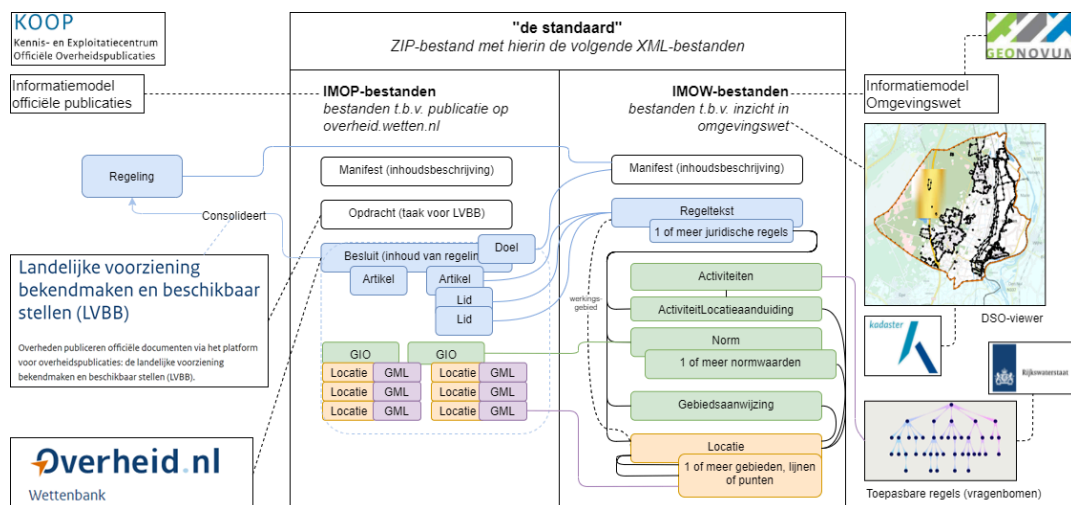 KOOP
Kennis- en Exploitatiecentrum
Officiële Overheidspublicaties
Informatiemodel
officiële publicaties
"de standaard"
ZIP-bestand met hierin de volgende XML-bestanden
IMOP-bestanden
bestanden t.b.v. publicatie op
overheid.wetten.nl
IMOW-bestanden
bestanden t.b.v. inzicht in
omgevingswet
GEONOVUM
Informatiemodel
Omgevingswet
Regeling
Consolideert
Manifest (inhoudsbeschrijving)
Opdracht (taak voor LVBB)
Doel
Besluit (inhoud van regelin
Artikel
Artikel
Lid
Lid
GIO
GIO
Locatie
GML
Locatie
GML
Locatie
GML
Locatie
GML
Locatie
GML
Locatie
GML
Manifest (inhoudsbeschrijving)
Regeltekst
1 of meer juridische regels
werkings-
gebied
Activiteiten
ActiviteitLocatieaanduiding
Norm
1 of meer normwaarden
Gebiedsaanwijzing
Locatie
1 of meer gebieden, lijnen
of punten
Landelijke voorziening
bekendmaken en beschikbaar
stellen (LVBB)
Overheden publiceren officiële documenten via het platform
voor overheidspublicaties: de landelijke voorziening
bekendmaken en beschikbaar stellen (LVBB).
Overheid.nl
Wettenbank
DSO-viewer
kadaster
Rijkswaterstaat
Toepasbare regels (vragenbomen)